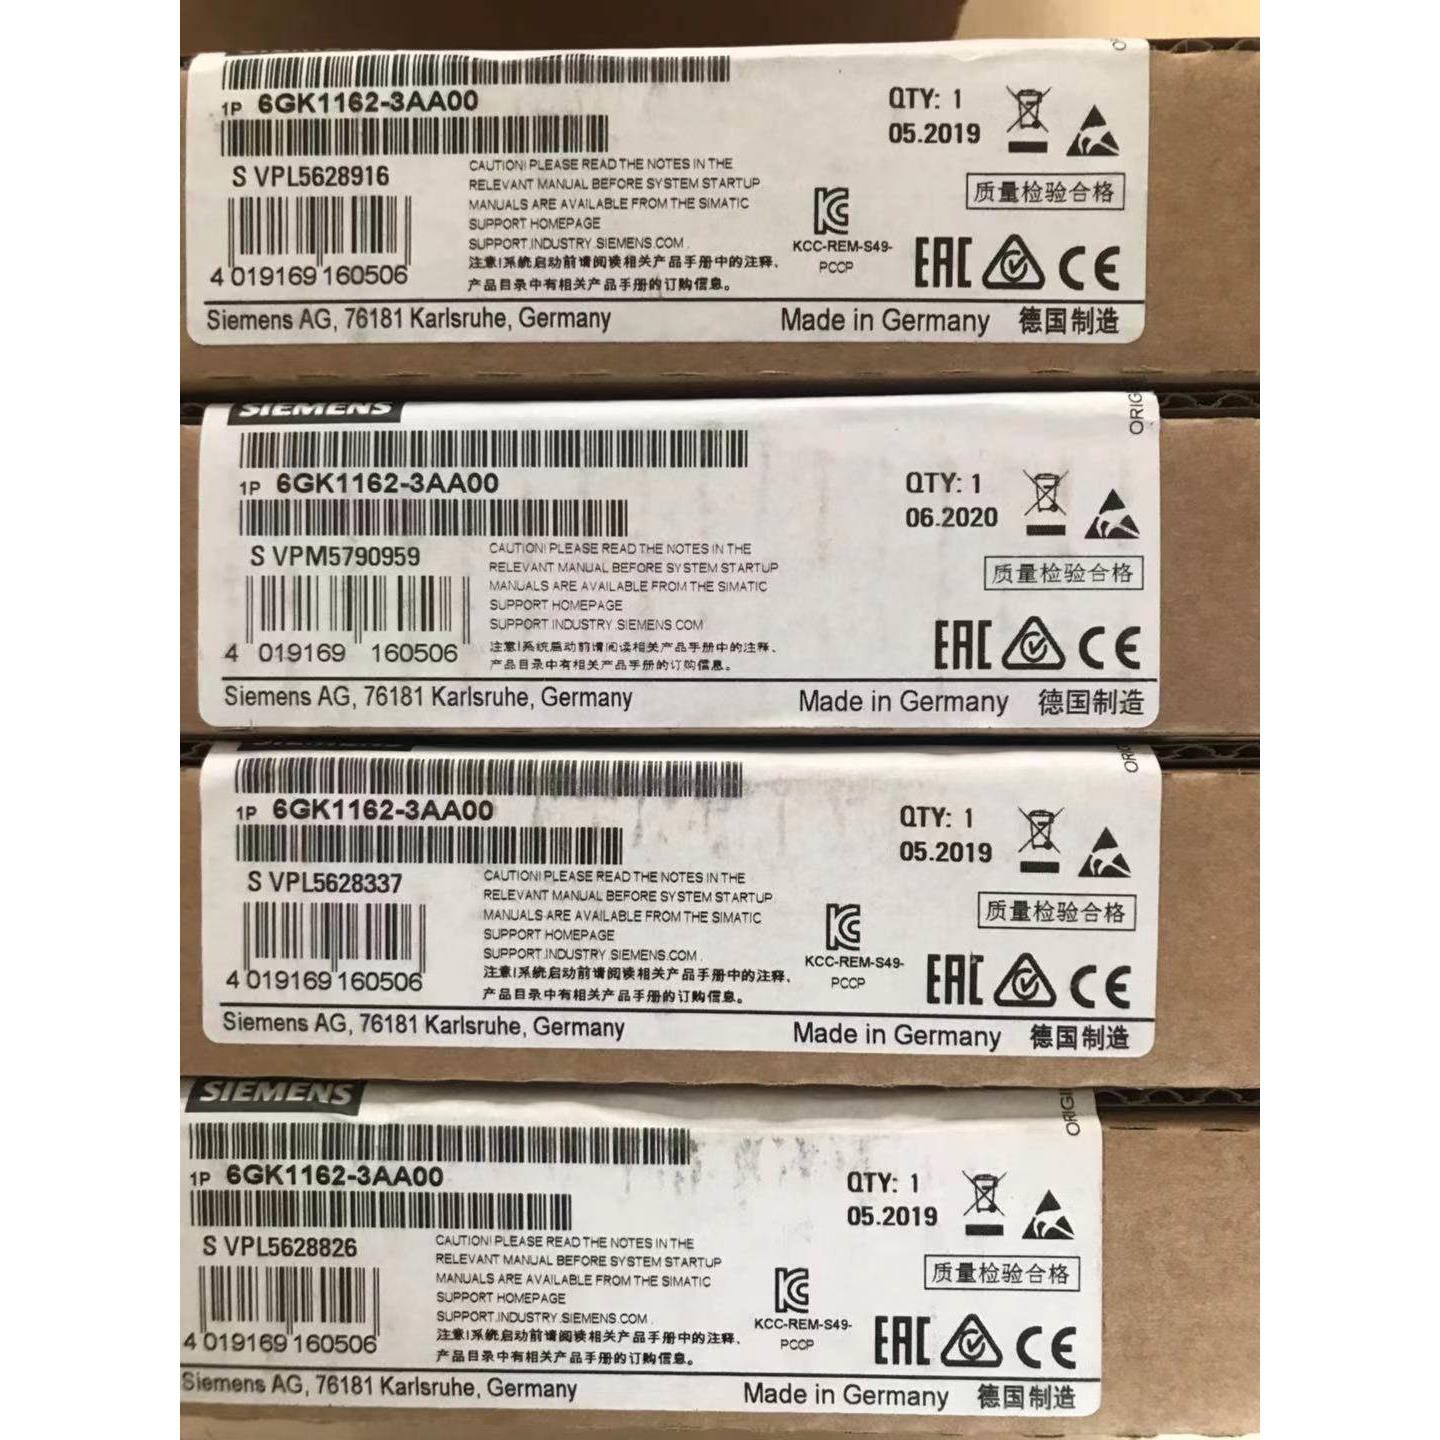 1P 6GK1162-3AA00
QTY: 1
05.2019
S VPL5628916
CAUTION! PLEASE READ THE NOTES IN THE
RELEVANT MANUAL BEFORE SYSTEM STARTUP
MANUALS ARE AVAILABLE FROM THE SIMATIC
SUPPORT HOMEPAGE
SUPPORT.INDUSTRY.SIEMENS.COM.
注意!系统启动前请阅读相关产品手册中的注释、
产品目录中有相关产品手册的订购信息。
质量检验合格
KCC-REM-S49-
PCCP
EAC
CE
4 019169 160506
Siemens AG, 76181 Karlsruhe, Germany
Made in Germany 德国制造
SIEMENS
1P 6GK1162-3AA00
QTY: 1
06.2020
S VPM5790959
CAUTION! PLEASE READ THE NOTES IN THE
RELEVANT MANUAL BEFORE SYSTEM STARTUP
MANUALS ARE AVAILABLE FROM THE SIMATIC
SUPPORT HOMEPAGE
SUPPORT INDUSTRY.SIEMENS COM
注意!系统启动前请阅读相关产品手册中的注释、
产品目录中有相关产品手册的订购信息。
质量检验合格
EAC
CE
4 019169 160506
Siemens AG, 76181 Karlsruhe, Germany
Made in Germany 德国制造
1P 6GK1162-3AA00
QTY: 1
05.2019
S VPL5628337
CAUTION! PLEASE READ THE NOTES IN THE
RELEVANT MANUAL BEFORE SYSTEM STARTUP
MANUALS ARE AVAILABLE FROM THE SIMATIC
SUPPORT HOMEPAGE
SUPPORT.INDUSTRY.SIEMENS.COM.
注意!系统启动前请阅读相关产品手册中的注释、
产品目录中有相关产品手册的订购信息。
质量检验合格
KCC-REM-S49-
PCCP
EAC
CE
4 019169 160506
Siemens AG, 76181 Karlsruhe, Germany
Made in Germany 德国制造
SIEMENS
1P 6GK1162-3AA00
QTY: 1
05.2019
S VPL5628826
CAUTION! PLEASE READ THE NOTES IN THE
RELEVANT MANUAL BEFORE SYSTEM STARTUP
MANUALS ARE AVAILABLE FROM THE SIMATIC
SUPPORT HOMEPAGE
SUPPORT.INDUSTRY.SIEMENS.COM.
注意!系统启动前请阅读相关产品手册中的注释、
产品目录中有相关产品手册的订购信息。
质量检验合格
KCC-REM-S49-
PCCP
EAC
CE
4 019169 160506
Siemens AG, 76181 Karlsruhe, Germany
Made in Germany 德国制造